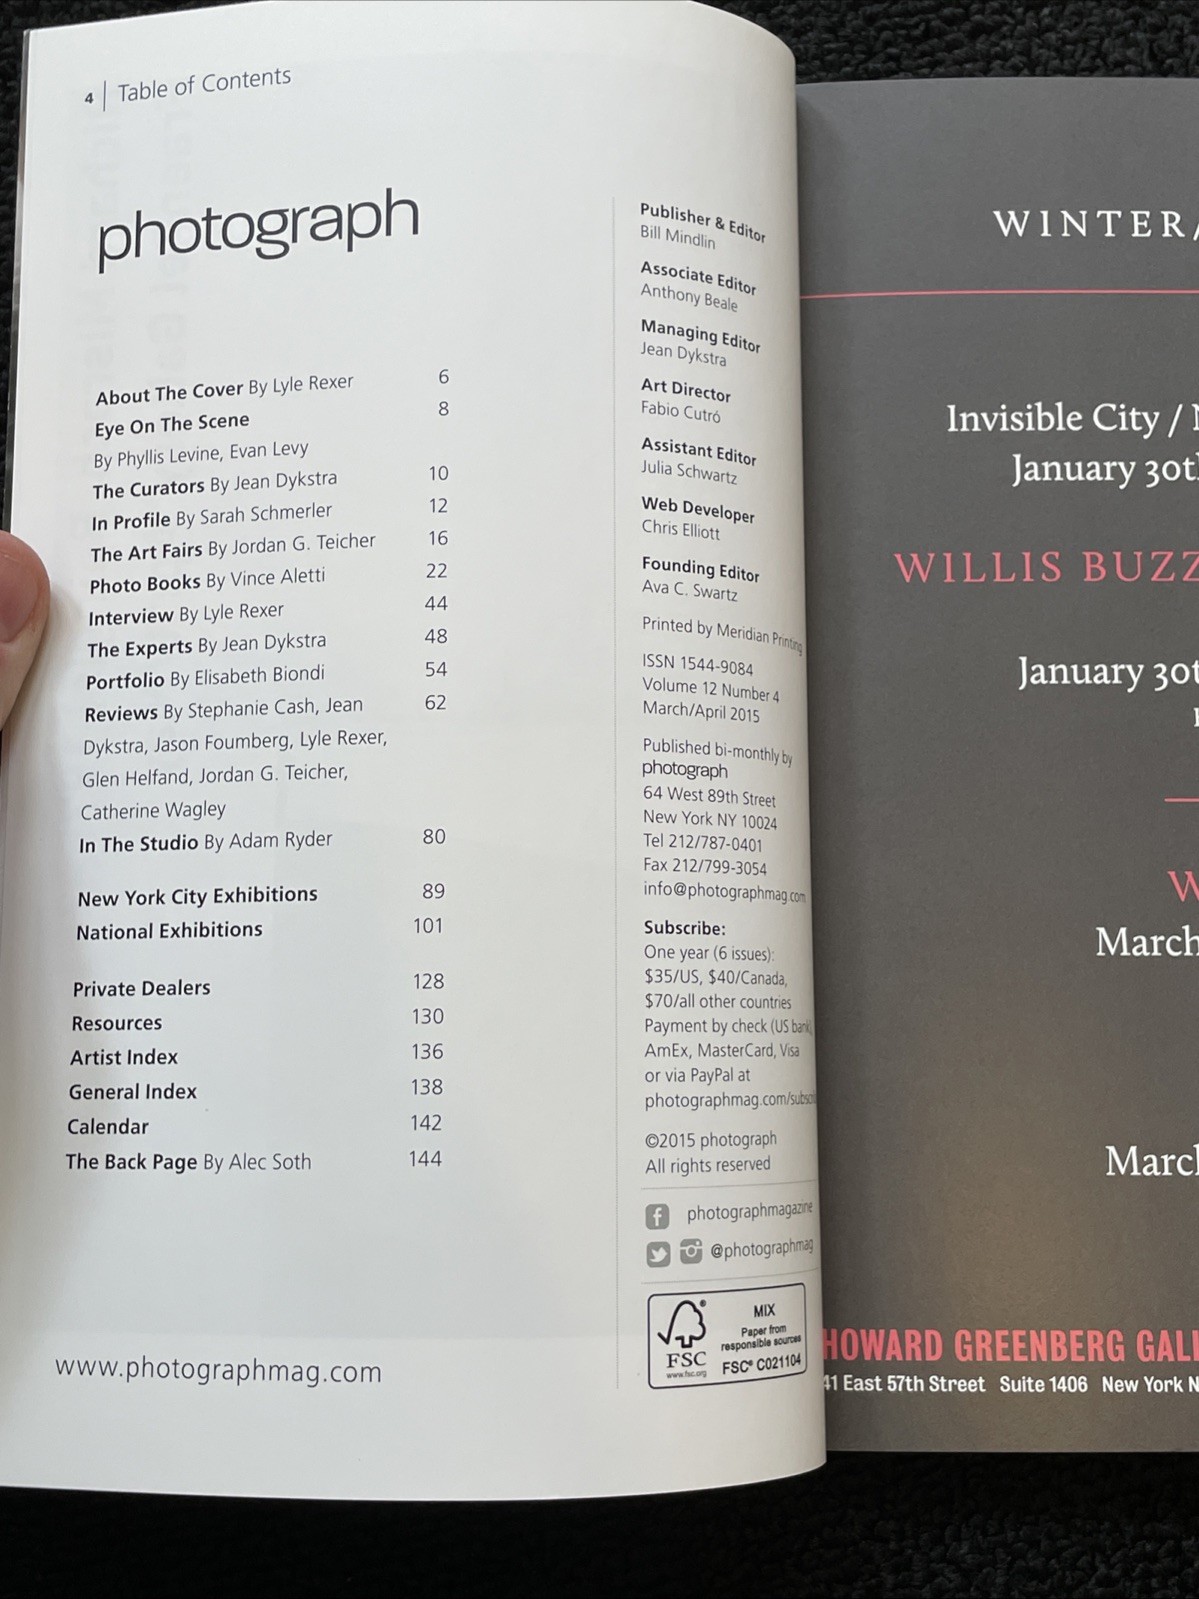 4 | Table of Contents
photograph
About The Cover By Lyle Rexer 6
Eye On The Scene 8
By Phyllis Levine, Evan Levy
The Curators By Jean Dykstra 10
In Profile By Sarah Schmerler 12
The Art Fairs By Jordan G. Teicher 16
Photo Books By Vince Aletti 22
Interview By Lyle Rexer 44
The Experts By Jean Dykstra 48
Portfolio By Elisabeth Biondi 54
Reviews By Stephanie Cash, Jean 62
Dykstra, Jason Foumberg, Lyle Rexer,
Glen Helfand, Jordan G. Teicher,
Catherine Wagley
In The Studio By Adam Ryder 80
New York City Exhibitions 89
National Exhibitions 101
Private Dealers 128
Resources 130
Artist Index 136
General Index 138
Calendar 142
The Back Page By Alec Soth 144
www.photographmag.com
Publisher & Editor
Bill Mindlin
Associate Editor
Anthony Beale
Managing Editor
Jean Dykstra
Art Director
Fabio Cutró
Assistant Editor
Julia Schwartz
Web Developer
Chris Elliott
Founding Editor
Ava C. Swartz
Printed by Meridian Printing
ISSN 1544-9084
Volume 12 Number 4
March/April 2015
Published bi-monthly by
photograph
64 West 89th Street
New York NY 10024
Tel 212/787-0401
Fax 212/799-3054
info@photographmag.com
Subscribe:
One year (6 issues):
$35/US, $40/Canada,
$70/all other countries
Payment by check (US bank),
AmEx, MasterCard, Visa
or via PayPal at
photographmag.com/subscri
©2015 photograph
All rights reserved
photographmagazine
@photographmag
FSC
www.fsc.org
MIX
Paper from
responsible sources
FSC® C021104
WINTER/
Invisible City /
January 30th
WILLIS BUZZ
January 30t
W
March
March
HOWARD GREENBERG GALL
41 East 57th Street Suite 1406 New York N